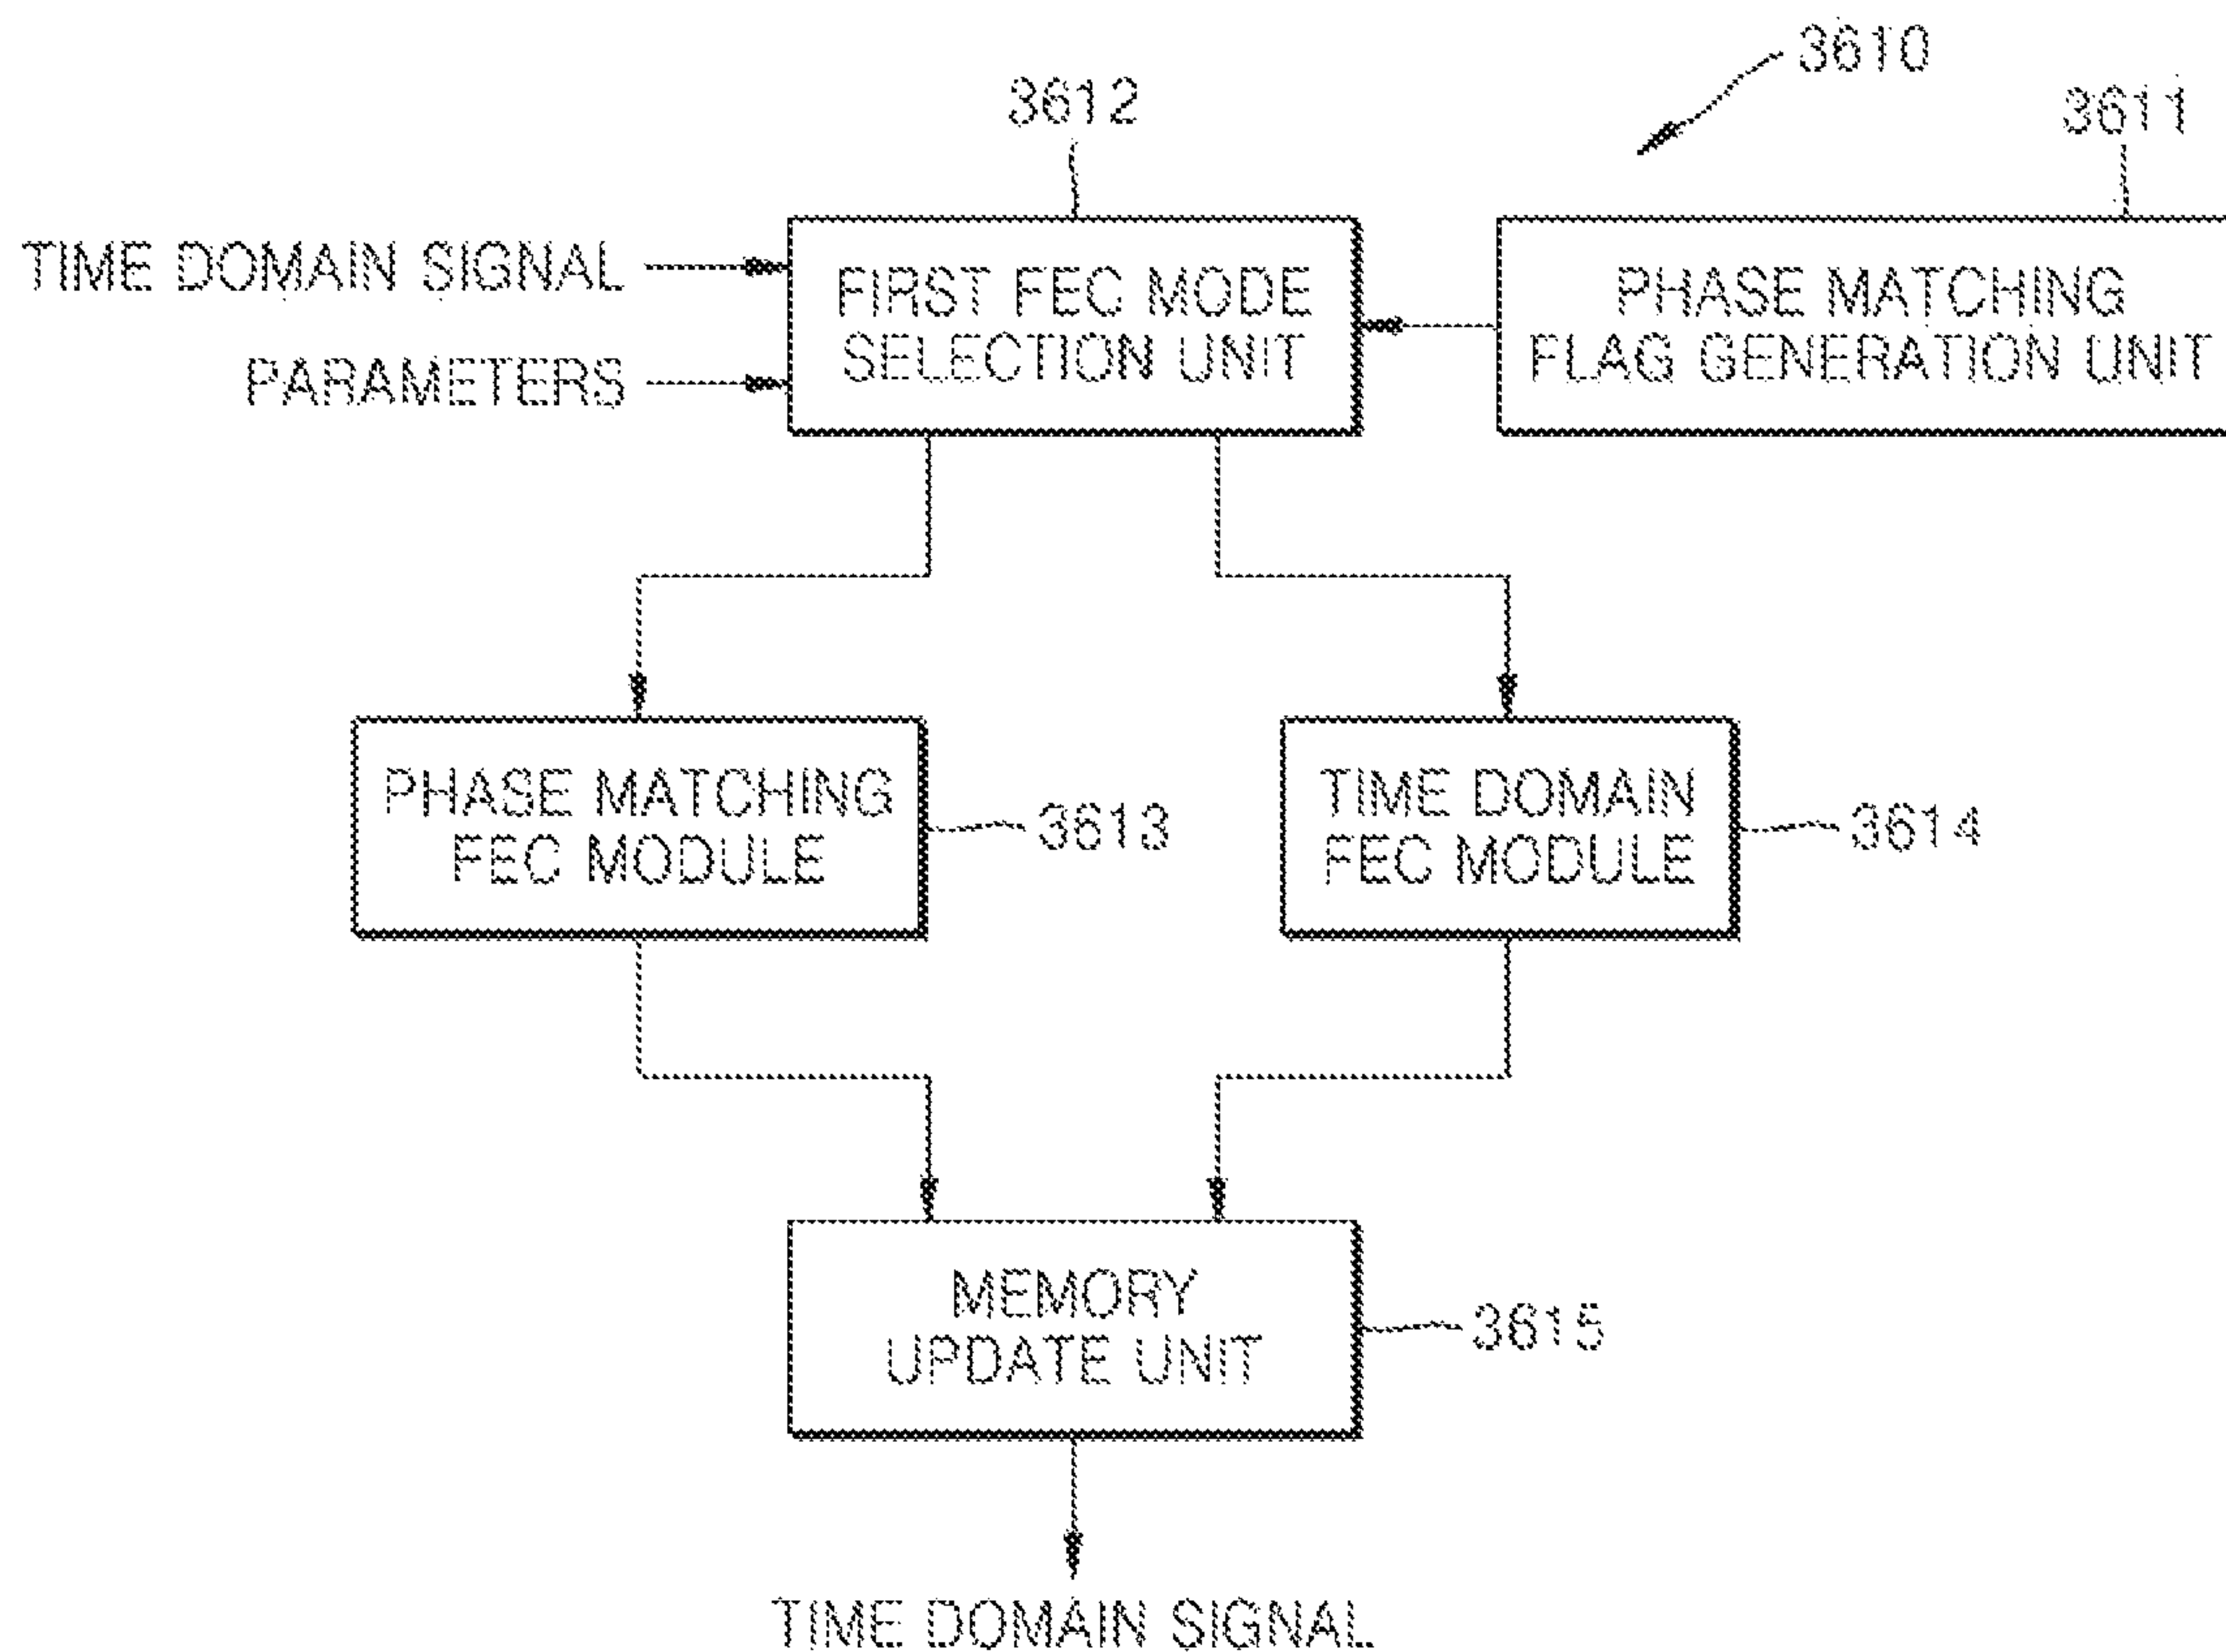 3610
3612
3611
TIME DOMAIN SIGNAL
PARAMETERS
FIRST FEC MODE
SELECTION UNIT
PHASE MATCHING
FLAG GENERATION UNIT
PHASE MATCHING
FEC MODULE
3613
TIME DOMAIN
FEC MODULE
3614
MEMORY
UPDATE UNIT
3615
TIME DOMAIN SIGNAL